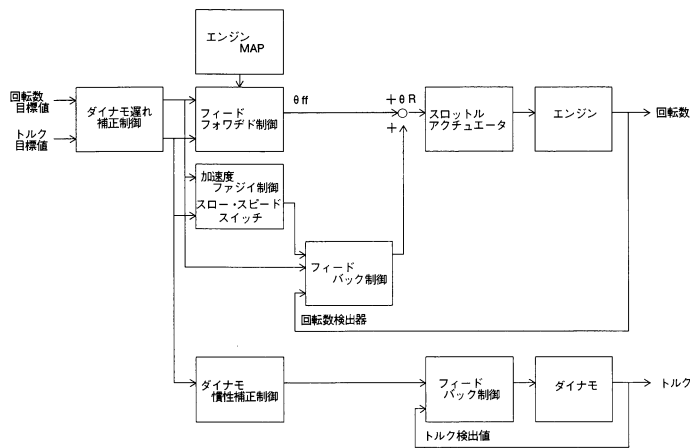 エンジン
MAP
回転数
目標値
トルク
目標値
ダイナモ遅れ
補正制御
フィード
フォワヂド制御
θff
＋θR
＋
スロットル
アクチュエータ
エンジン
回転数
加速度
ファジイ制御
スロー・スピード
スイッチ
フィード
バック制御
回転数検出器
ダイナモ
慣性補正制御
フィード
バック制御
ダイナモ
トルク
トルク検出値